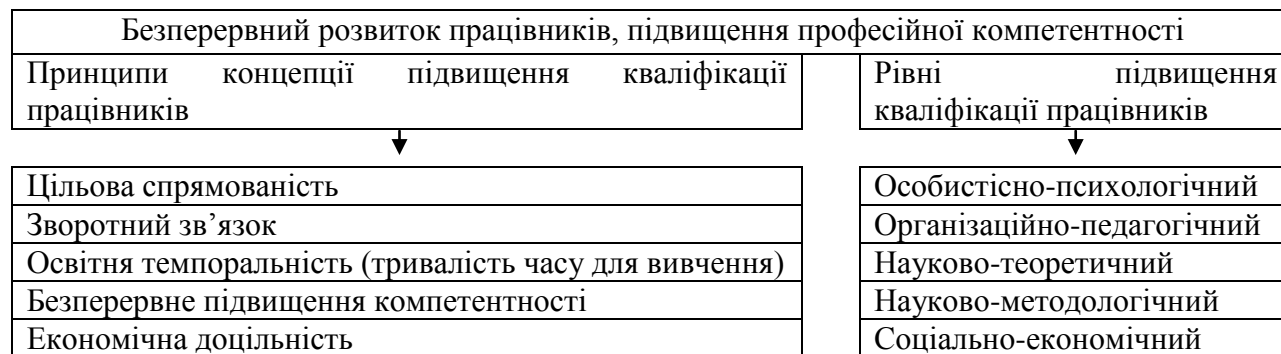 Безперервний розвиток працівників, підвищення професійної компетентності
Принципи концепції підвищення кваліфікації
працівників
Рівні підвищення
кваліфікації працівників
Цільова спрямованість
Зворотний зв’язок
Освітня темпоральність (тривалість часу для вивчення)
Безперервне підвищення компетентності
Економічна доцільність
Особистісно-психологічний
Організаційно-педагогічний
Науково-теоретичний
Науково-методологічний
Соціально-економічний